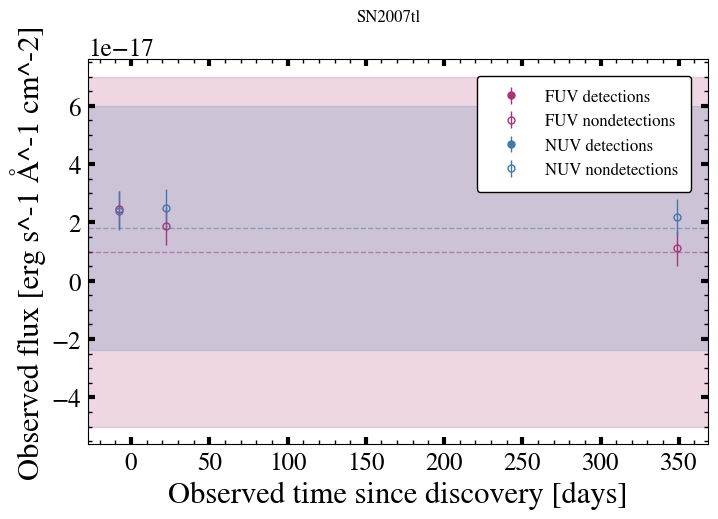 SN2007tl
1e−17
Observed flux [erg s^-1 Å^-1 cm^-2]
6
4
2
0
−2
−4
FUV detections
FUV nondetections
NUV detections
NUV nondetections
0 50 100 150 200 250 300 350
Observed time since discovery [days]